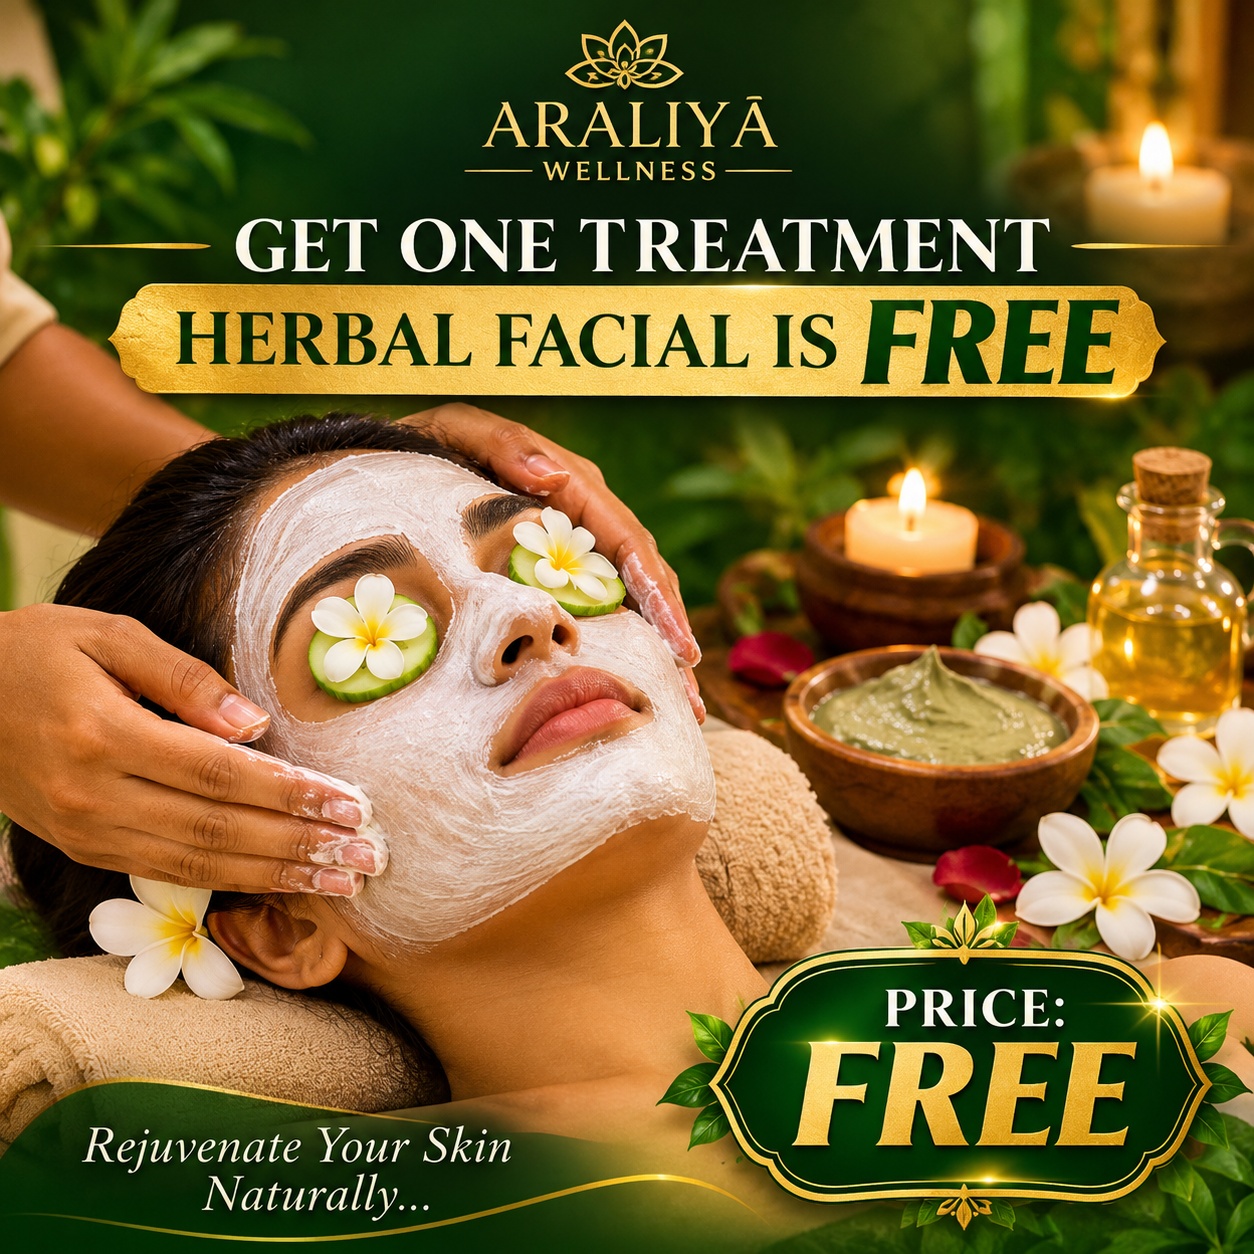 ARALIYĀ
WELLNESS
GET ONE TREATMENT
HERBAL FACIAL IS FREE
PRICE:
FREE
Rejuvenate Your Skin
Naturally...